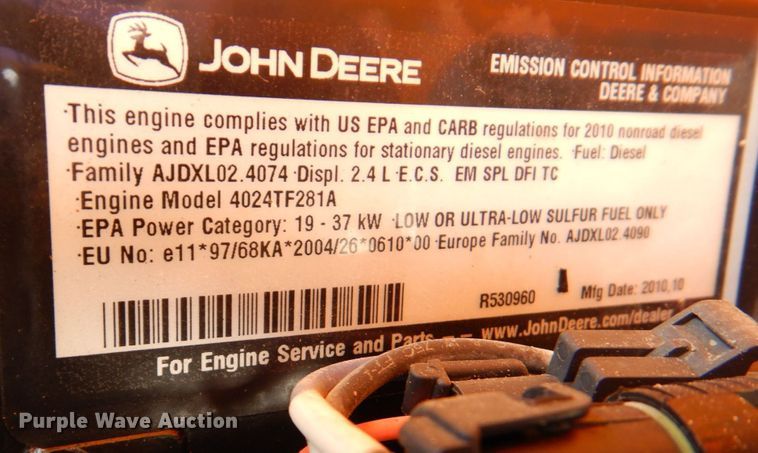 JOHN DEERE
EMISSION CONTROL INFORMATION
DEERE & COMPANY
·This engine complies with US EPA and CARB regulations for 2010 nonroad diesel
engines and EPA regulations for stationary diesel engines. ·Fuel: Diesel
·Family AJDXL02.4074 ·Displ. 2.4 L ·E.C.S. EM SPL DFI TC
·Engine Model 4024TF281A
·EPA Power Category: 19 - 37 kW ·LOW OR ULTRA-LOW SULFUR FUEL ONLY
·EU No: e11*97/68KA*2004/26*0610*00 ·Europe Family No. AJDXL02.4090
R530960 Mfg Date: 2010,10
For Engine Service and Parts -- www.JohnDeere.com/dealer
Purple Wave Auction